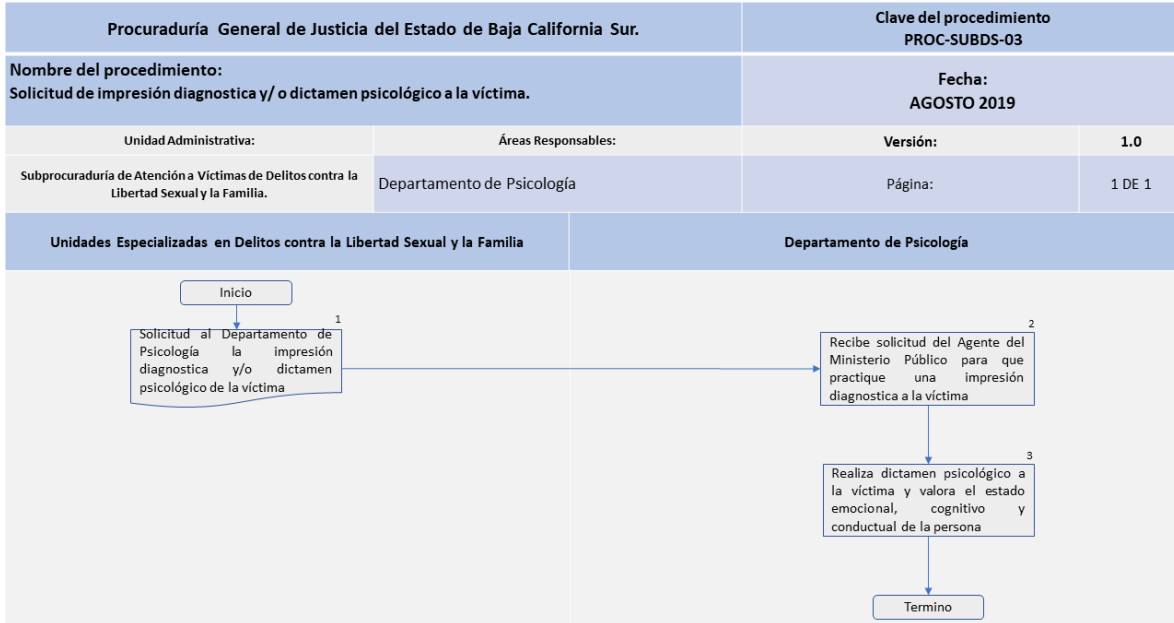 Procuraduría General de Justicia del Estado de Baja California Sur.
Clave del procedimiento
PROC-SUBDS-03
Nombre del procedimiento:
Solicitud de impresión diagnostica y/ o dictamen psicológico a la víctima.
Fecha:
AGOSTO 2019
Unidad Administrativa:
Áreas Responsables:
Versión:
1.0
Subprocuraduría de Atención a Víctimas de Delitos contra la
Libertad Sexual y la Familia.
Departamento de Psicología
Página:
1 DE 1
Unidades Especializadas en Delitos contra la Libertad Sexual y la Familia
Departamento de Psicología
Inicio
1
Solicitud al Departamento de
Psicología la impresión
diagnostica y/o dictamen
psicológico de la víctima
2
Recibe solicitud del Agente del
Ministerio Público para que
practique una impresión
diagnostica a la víctima
3
Realiza dictamen psicológico a
la víctima y valora el estado
emocional, cognitivo y
conductual de la persona
Termino